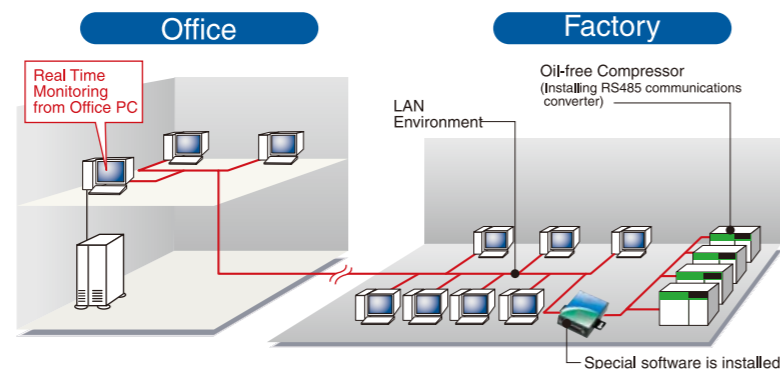 Office
Factory
Real Time
Monitoring
from Office PC
LAN
Environment
Oil-free Compressor
(Installing RS485 communications
converter)
Special software is installed